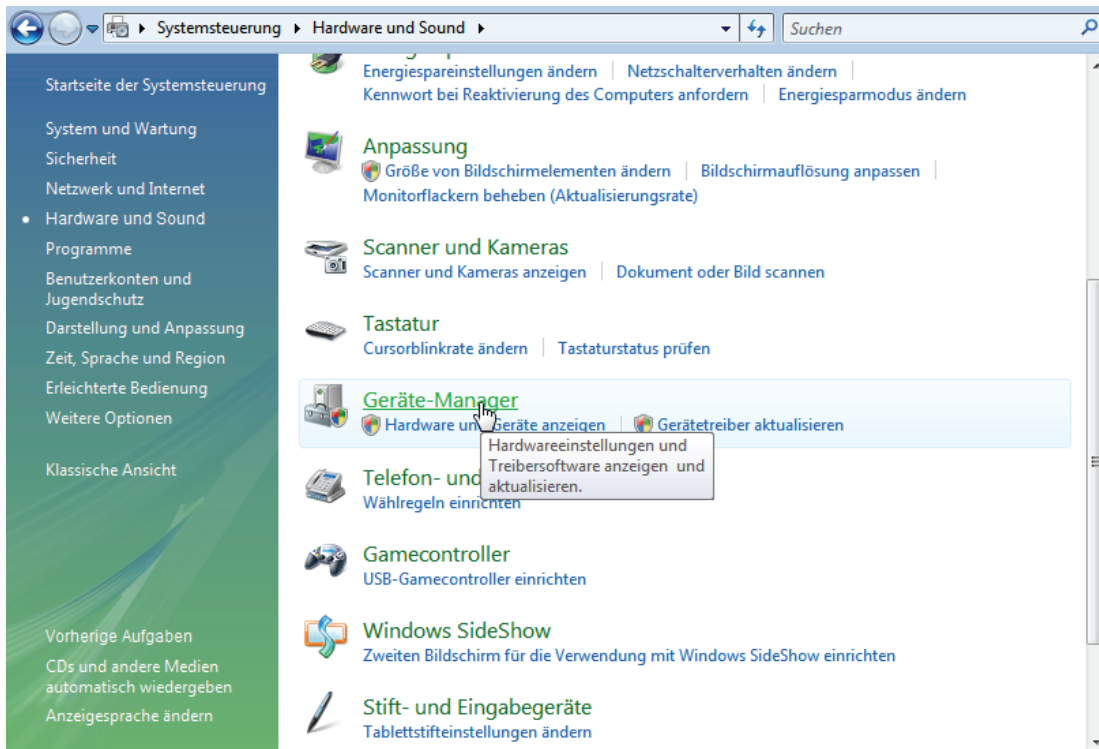 Systemsteuerung ▸ Hardware und Sound ▸
Suchen
Startseite der Systemsteuerung
System und Wartung
Sicherheit
Netzwerk und Internet
Hardware und Sound
Programme
Benutzerkonten und
Jugendschutz
Darstellung und Anpassung
Zeit, Sprache und Region
Erleichterte Bedienung
Weitere Optionen
Klassische Ansicht
Vorherige Aufgaben
CDs und andere Medien
automatisch wiedergeben
Anzeigesprache ändern
Energiespareinstellungen ändern | Netzschalterverhalten ändern
Kennwort bei Reaktivierung des Computers anfordern | Energiesparmodus ändern
Anpassung
Größe von Bildschirmelementen ändern | Bildschirmauflösung anpassen
Monitorflackern beheben (Aktualisierungsrate)
Scanner und Kameras
Scanner und Kameras anzeigen | Dokument oder Bild scannen
Tastatur
Cursorblinkrate ändern | Tastaturstatus prüfen
Geräte-Manager
Hardware und Geräte anzeigen | Gerätetreiber aktualisieren
Hardwareeinstellungen und
Treibersoftware anzeigen und
aktualisieren.
Telefon- und
Wählregeln einrichten
Gamecontroller
USB-Gamecontroller einrichten
Windows SideShow
Zweiten Bildschirm für die Verwendung mit Windows SideShow einrichten
Stift- und Eingabegeräte
Tablettstifteinstellungen ändern